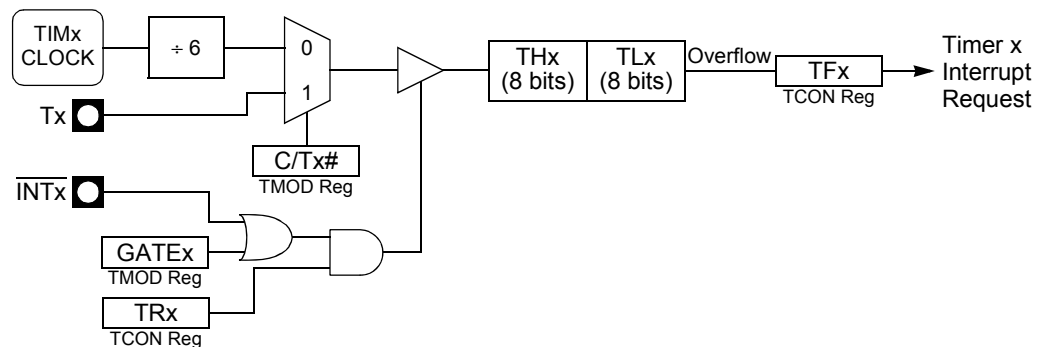 TIMx
CLOCK
÷ 6
0
1
Tx
C/Tx#
TMOD Reg
INTx
GATEx
TMOD Reg
TRx
TCON Reg
THx
(8 bits)
TLx
(8 bits)
Overflow
TFx
TCON Reg
Timer x
Interrupt
Request